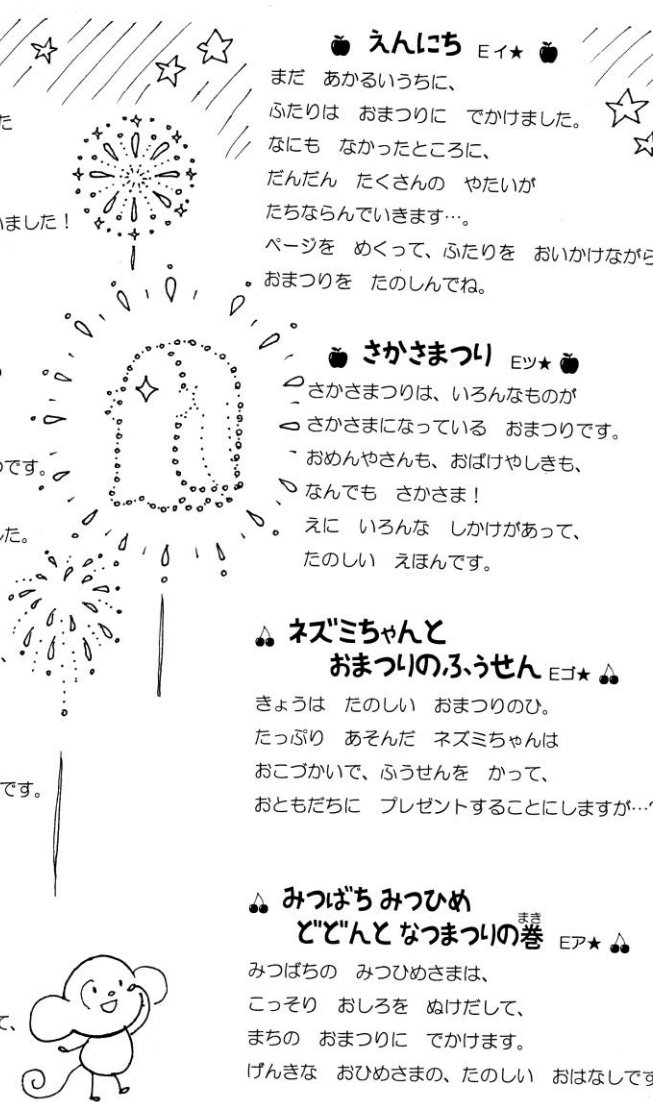 た
いました！
です。
した。
、
です。
て、
えんにち Eイ★
まだ あかるいうちに、
ふたりは おまつりに でかけました。
なにも なかったところに、
だんだん たくさんの やたいが
たちならんでいきます…。
ページを めくって、ふたりを おいかけながら
おまつりを たのしんでね。
さかさまつり Eツ★
さかさまつりは、いろんなものが
さかさまになっている おまつりです。
おめんやさんも、おばけやしきも、
なんでも さかさま！
えに いろんな しかけがあって、
たのしい えほんです。
ネズミちゃんと
おまつりのふうせん Eゴ★
きょうは たのしい おまつりのひ。
たっぷり あそんだ ネズミちゃんは
おこづかいで、ふうせんを かって、
おともだちに プレゼントすることにしますが…?
みつばち みつひめ
どどんと なつまつりの巻 Eア★
まき
みつばちの みつひめさまは、
こっそり おしろを ぬけだして、
まちの おまつりに でかけます。
げんきな おひめさまの、たのしい おはなしです